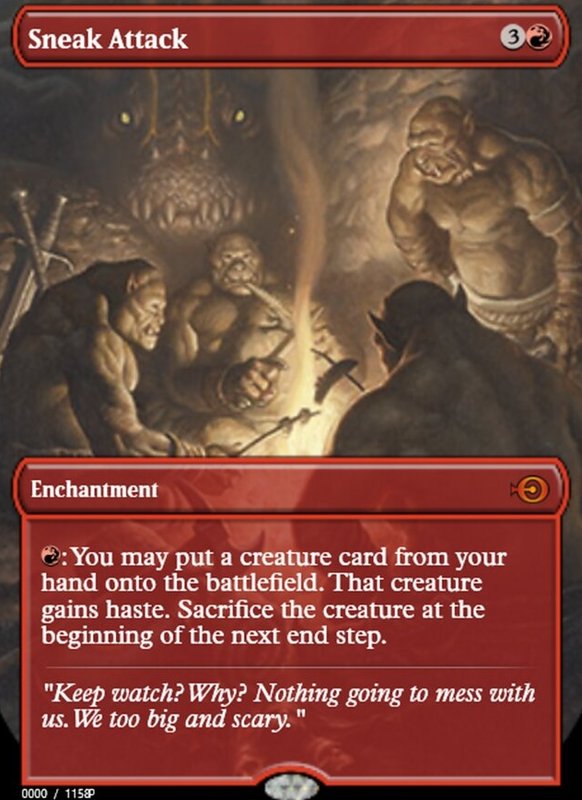 Sneak Attack
3
Enchantment
:You may put a creature card from your
hand onto the battlefield. That creature
gains haste. Sacrifice the creature at the
beginning of the next end step.
"Keep watch? Why? Nothing going to mess with
us. We too big and scary."
0000 / 1158P